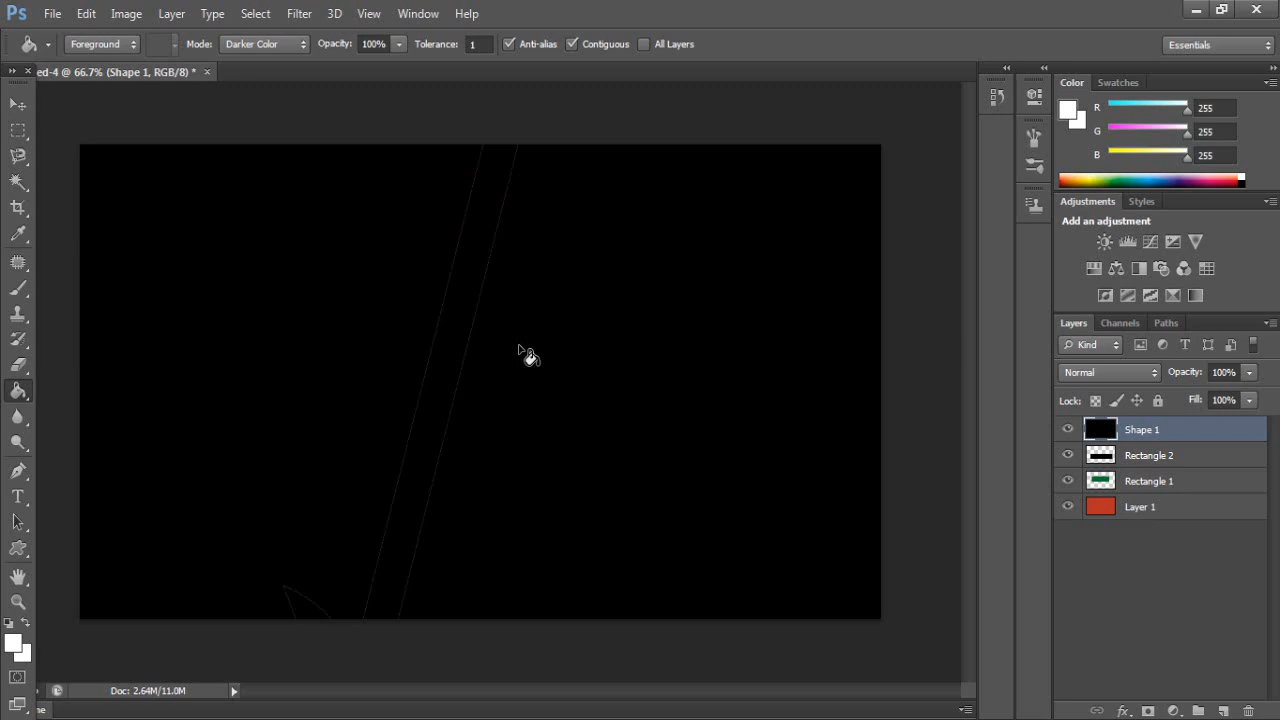 Ps File Edit Image Layer Type Select Filter 3D View Window Help
Foreground Mode: Darker Color Opacity: 100% Tolerance: 1 Anti-alias Contiguous All Layers Essentials
ed-4 @ 66.7% (Shape 1, RGB/8) * ×
Color Swatches
R 255
G 255
B 255
Adjustments Styles
Add an adjustment
Layers Channels Paths
Kind
Normal Opacity: 100%
Lock: Fill: 100%
Shape 1
Rectangle 2
Rectangle 1
Layer 1
Doc: 2.64M/11.0M
ne
fx